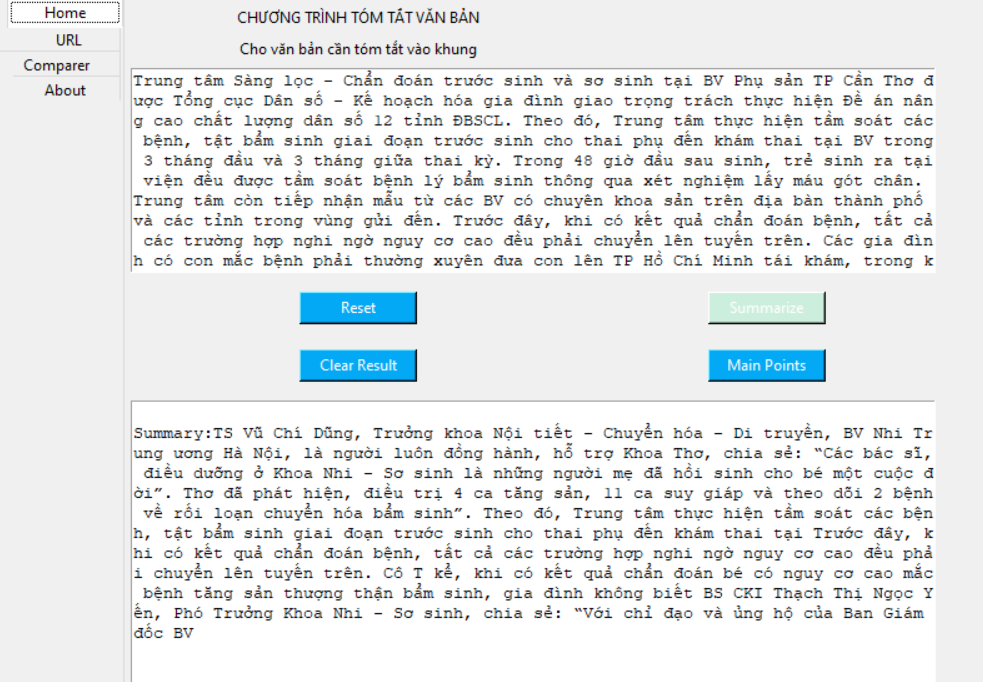 Home
CHƯƠNG TRÌNH TÓM TẮT VĂN BẢN
URL
Cho văn bản cần tóm tắt vào khung
Comparer
About
Trung tâm Sàng lọc – Chẩn đoán trước sinh và sơ sinh tại BV Phụ sản TP Cần Thơ đ
ược Tổng cục Dân số – Kế hoạch hóa gia đình giao trọng trách thực hiện Đề án nân
g cao chất lượng dân số 12 tỉnh ĐBSCL. Theo đó, Trung tâm thực hiện tầm soát các
bệnh, tật bẩm sinh giai đoạn trước sinh cho thai phụ đến khám thai tại BV trong
3 tháng đầu và 3 tháng giữa thai kỳ. Trong 48 giờ đầu sau sinh, trẻ sinh ra tại
viện đều được tầm soát bệnh lý bẩm sinh thông qua xét nghiệm lấy máu gót chân.
Trung tâm còn tiếp nhận mẫu từ các BV có chuyên khoa sản trên địa bàn thành phố
và các tỉnh trong vùng gửi đến. Trước đây, khi có kết quả chẩn đoán bệnh, tất cả
các trường hợp nghi ngờ nguy cơ cao đều phải chuyển lên tuyến trên. Các gia đìn
h có con mắc bệnh phải thường xuyên đưa con lên TP Hồ Chí Minh tái khám, trong k
Reset
Summarize
Clear Result
Main Points
Summary:TS Vũ Chí Dũng, Trưởng khoa Nội tiết – Chuyển hóa – Di truyền, BV Nhi Tr
ung ương Hà Nội, là người luôn đồng hành, hỗ trợ Khoa Thơ, chia sẻ: “Các bác sĩ,
điều dưỡng ở Khoa Nhi – Sơ sinh là những người mẹ đã hồi sinh cho bé một cuộc đ
ời”. Thơ đã phát hiện, điều trị 4 ca tăng sản, 11 ca suy giáp và theo dõi 2 bệnh
về rối loạn chuyển hóa bẩm sinh”. Theo đó, Trung tâm thực hiện tầm soát các bện
h, tật bẩm sinh giai đoạn trước sinh cho thai phụ đến khám thai tại Trước đây, k
hi có kết quả chẩn đoán bệnh, tất cả các trường hợp nghi ngờ nguy cơ cao đều phả
i chuyển lên tuyến trên. Cô T kể, khi có kết quả chẩn đoán bé có nguy cơ cao mắc
bệnh tăng sản thượng thận bẩm sinh, gia đình không biết BS CKI Thạch Thị Ngọc Y
ến, Phó Trưởng Khoa Nhi – Sơ sinh, chia sẻ: “Với chỉ đạo và ủng hộ của Ban Giám
đốc BV